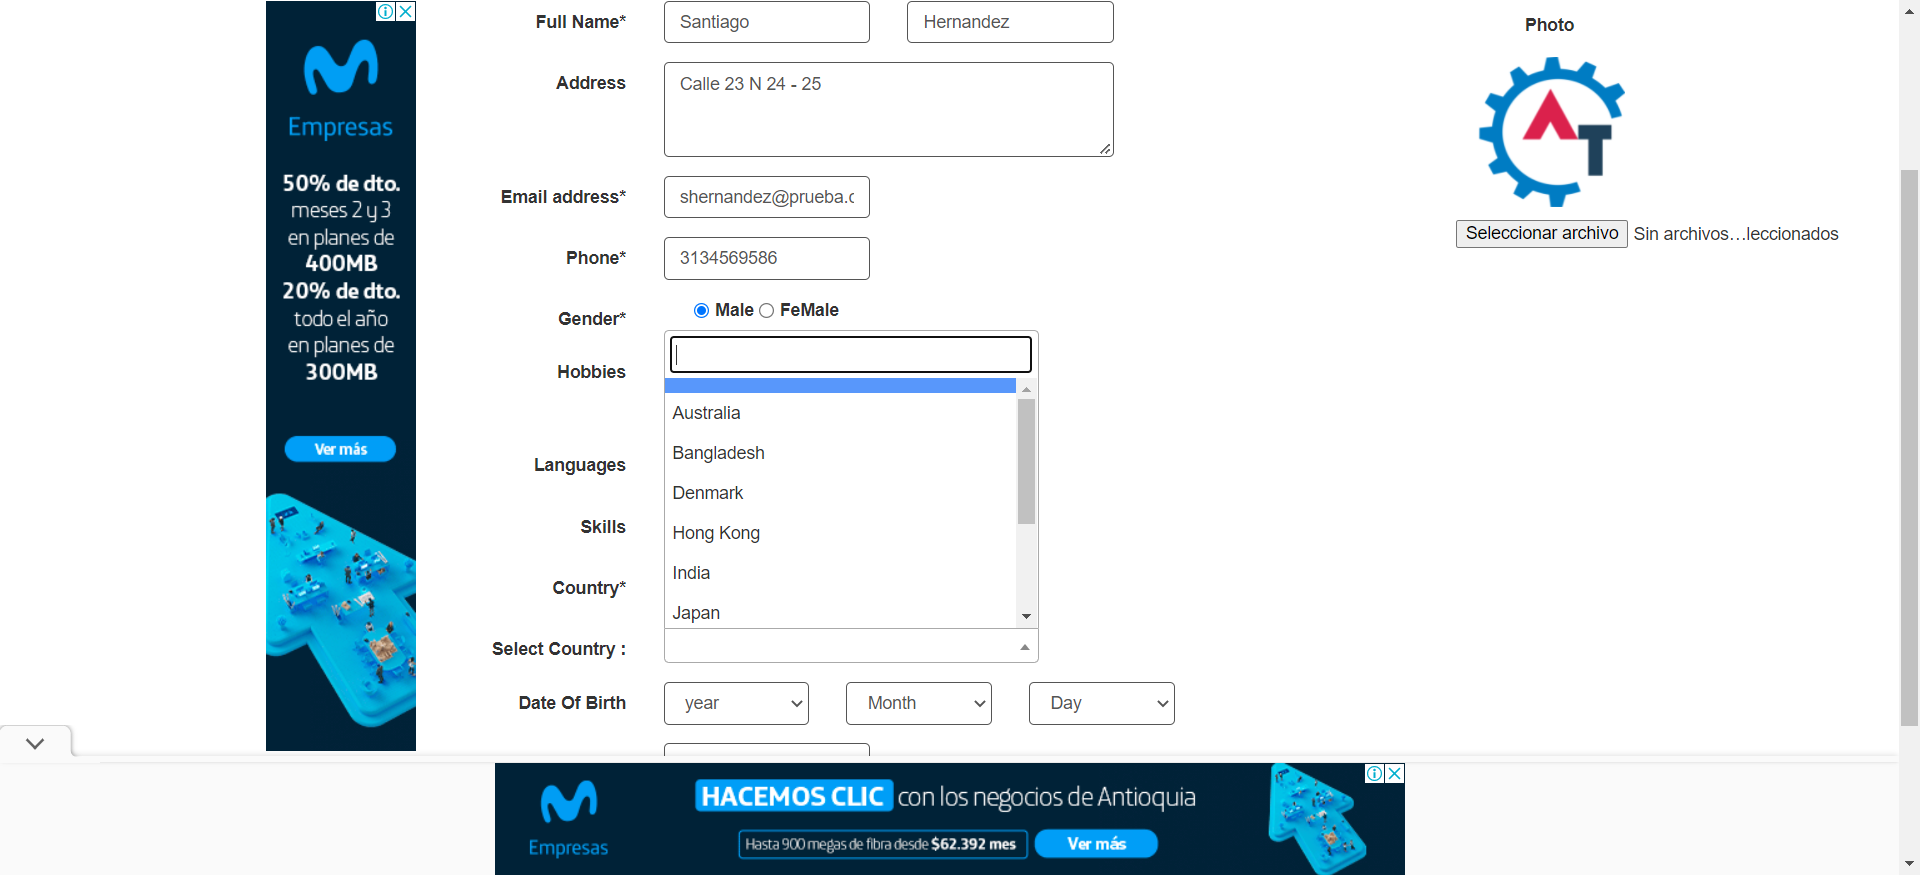 Full Name*
Santiago
Hernandez
Photo
Address
Calle 23 N 24 - 25
Email address*
shernandez@prueba.c
Phone*
3134569586
Seleccionar archivo Sin archivos…leccionados
Gender*
Male FeMale
Hobbies
Australia
Bangladesh
Languages
Denmark
Skills
Hong Kong
India
Country*
Japan
Select Country :
Date Of Birth
year
Month
Day
Empresas
50% de dto.
meses 2 y 3
en planes de
400MB
20% de dto.
todo el año
en planes de
300MB
Ver más
Empresas
HACEMOS CLIC con los negocios de Antioquia
Hasta 900 megas de fibra desde $62.392 mes
Ver más
AT